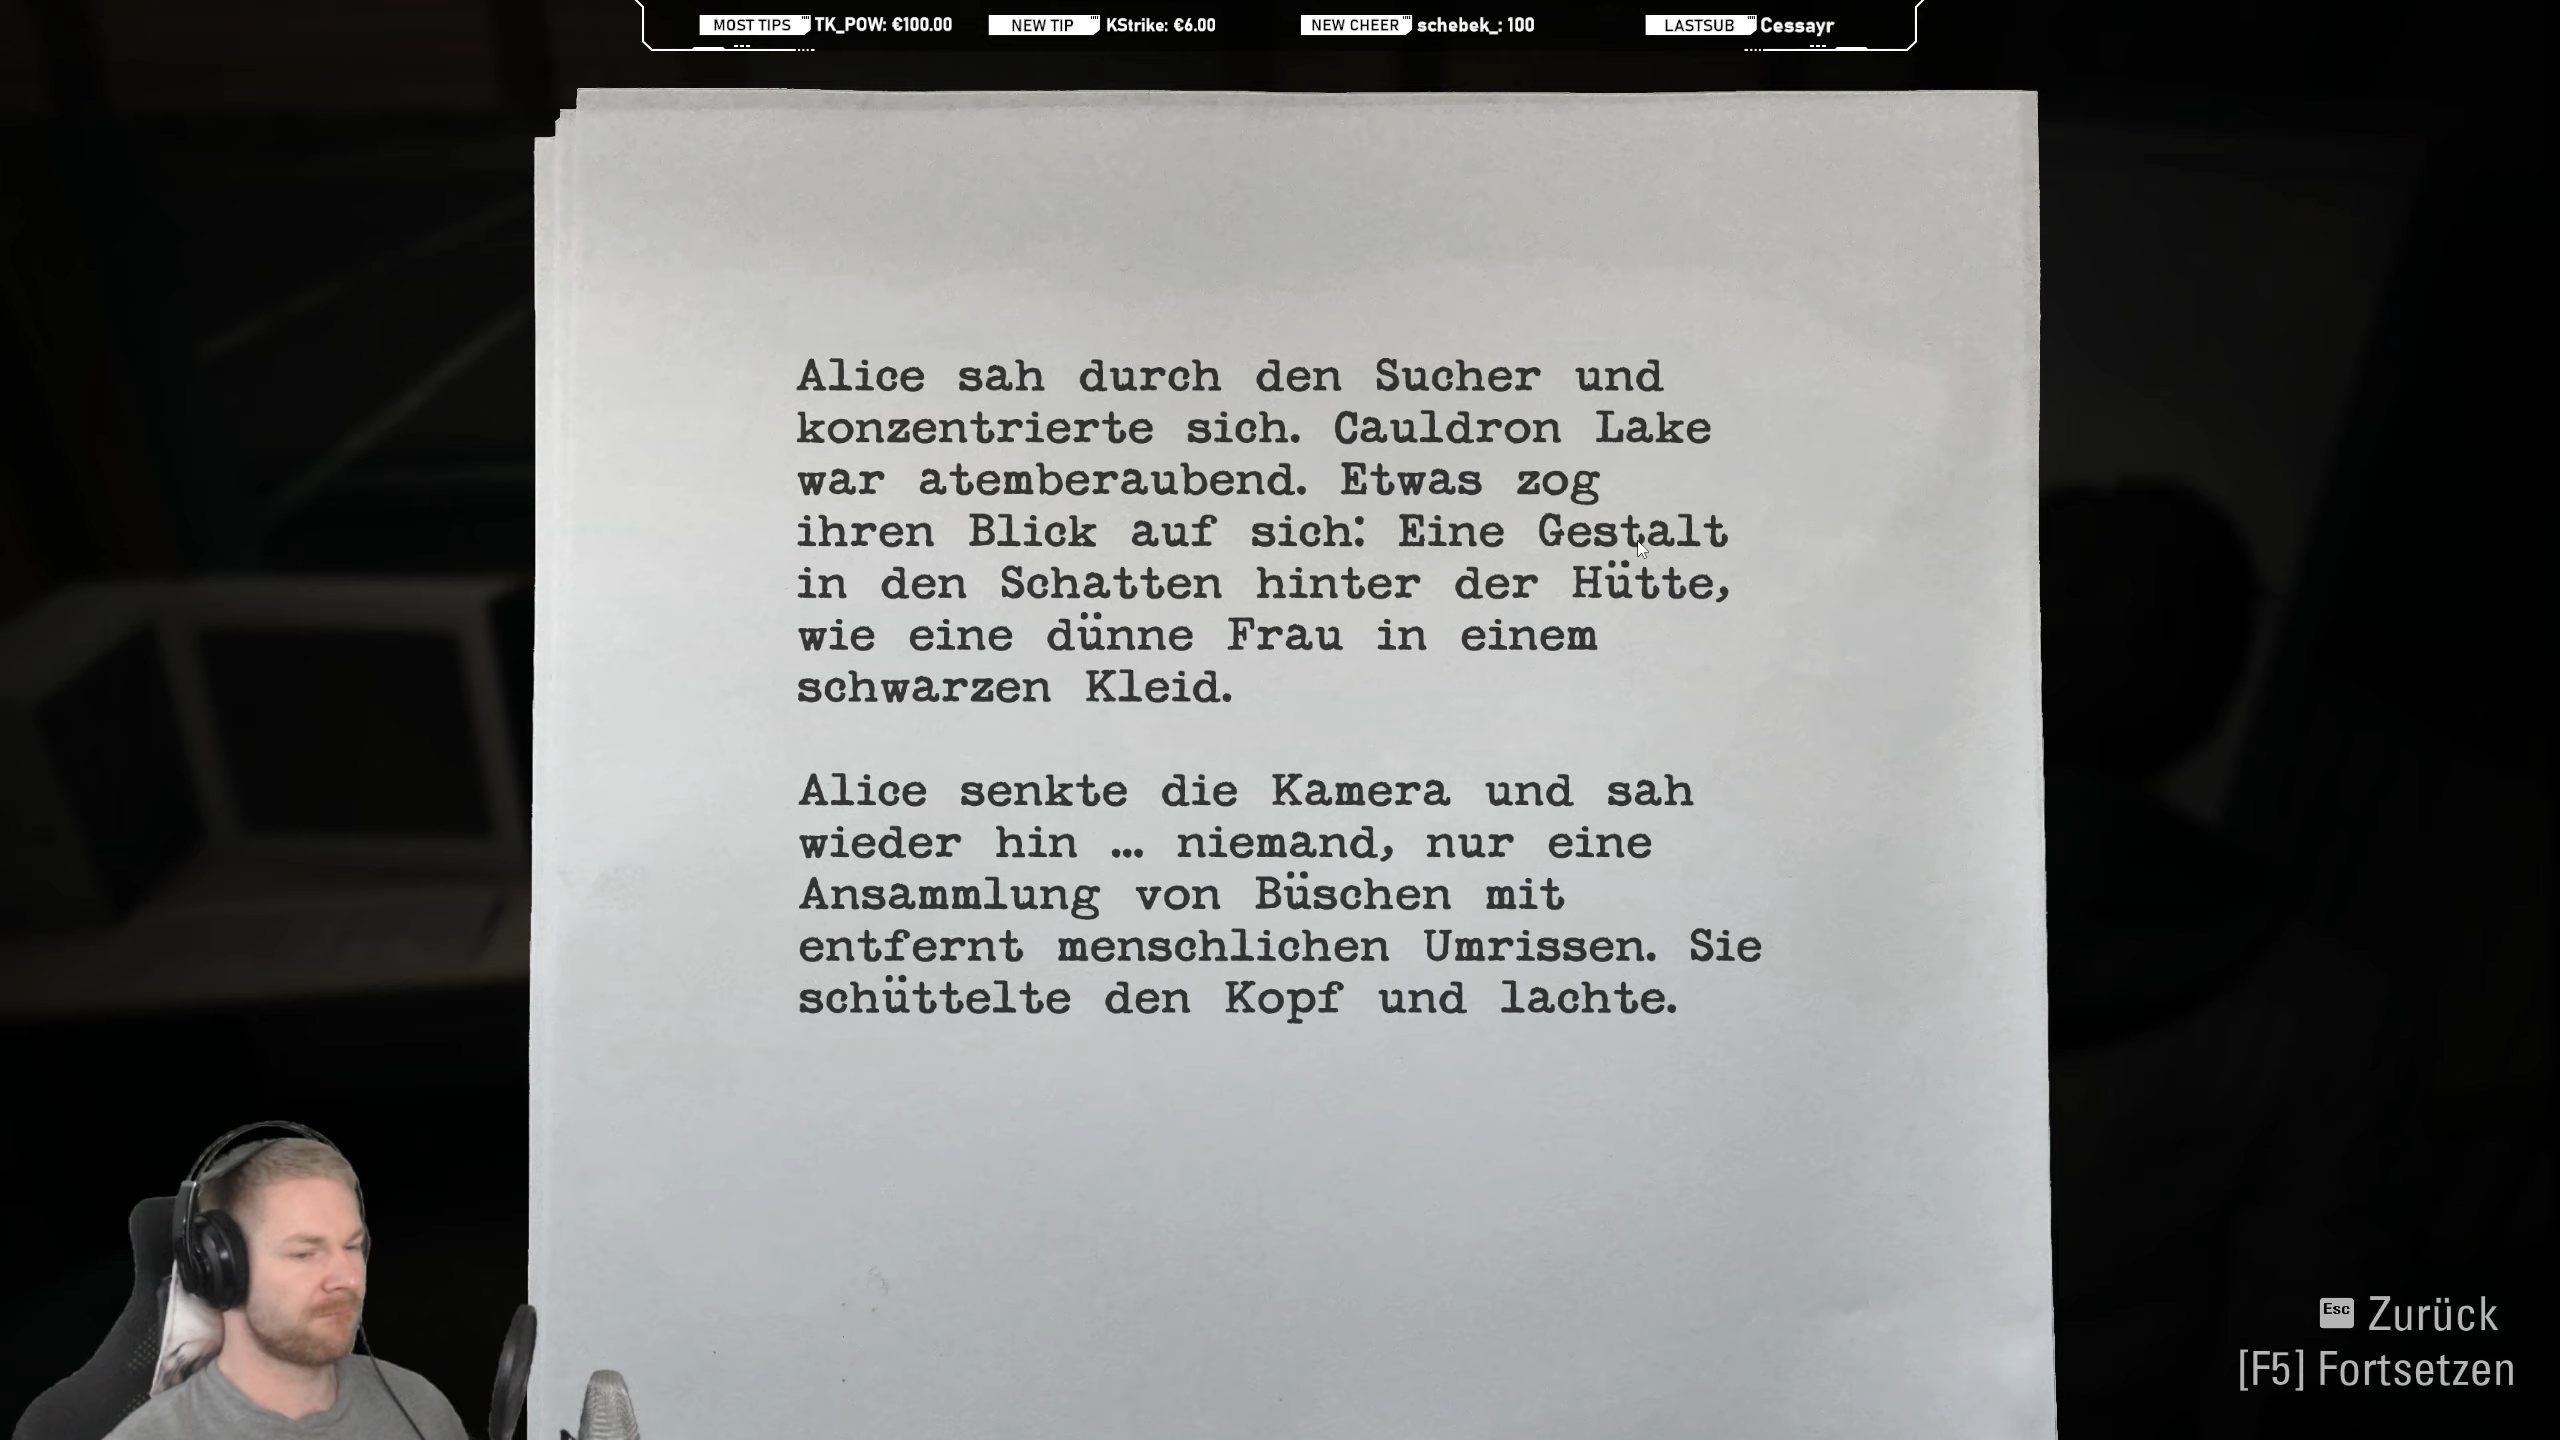 MOST TIPS TK_POW: €100.00 NEW TIP KStrike: €6.00 NEW CHEER schebek_: 100 LASTSUB Cessayr
Alice sah durch den Sucher und
konzentrierte sich. Cauldron Lake
war atemberaubend. Etwas zog
ihren Blick auf sich: Eine Gestalt
in den Schatten hinter der Hütte,
wie eine dünne Frau in einem
schwarzen Kleid.
Alice senkte die Kamera und sah
wieder hin … niemand, nur eine
Ansammlung von Büschen mit
entfernt menschlichen Umrissen. Sie
schüttelte den Kopf und lachte.
Esc Zurück
[F5] Fortsetzen